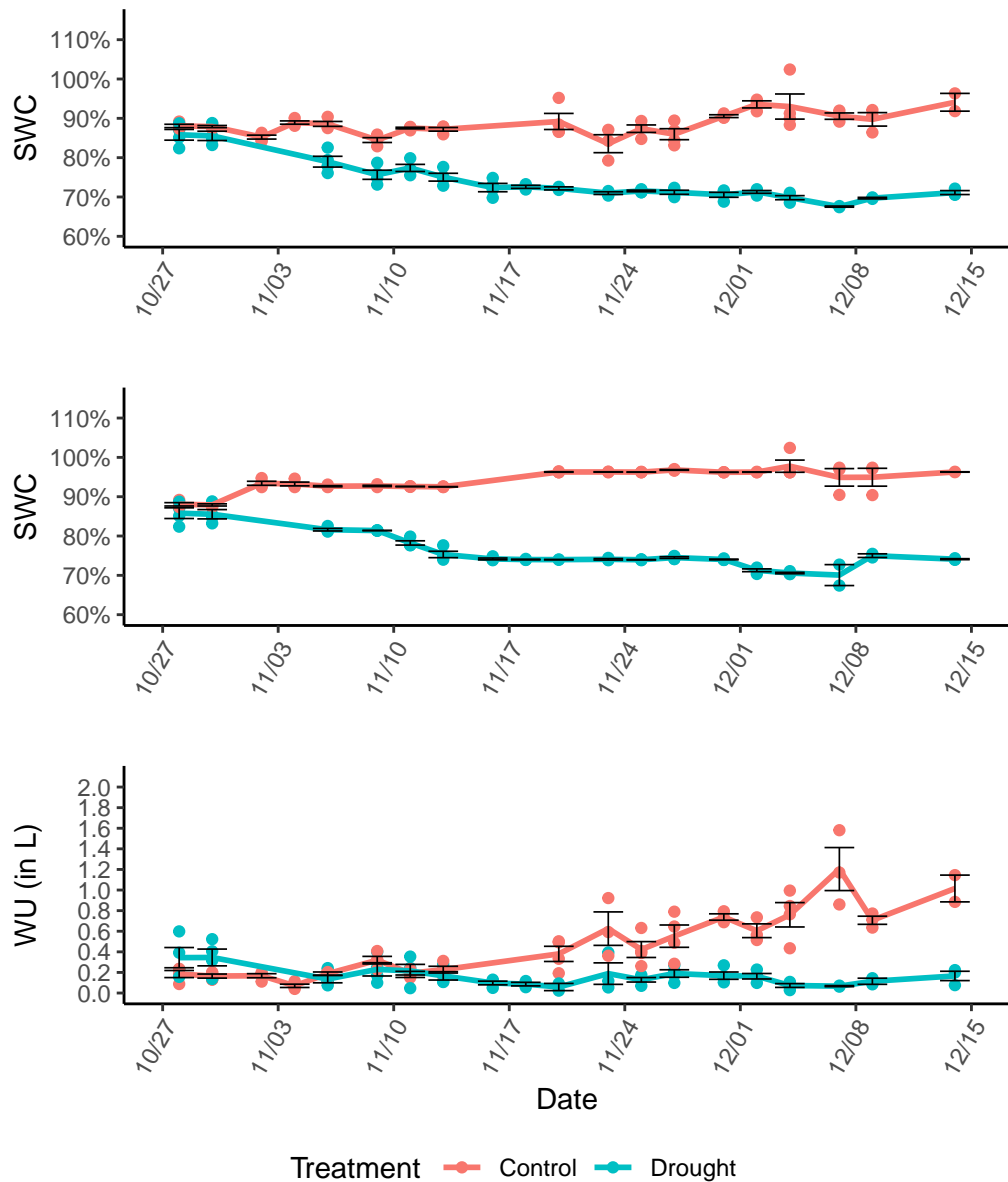 110%
100%
90%
80%
70%
60%
SWC
10/27 11/03 11/10 11/17 11/24 12/01 12/08 12/15
110%
100%
90%
80%
70%
60%
SWC
10/27 11/03 11/10 11/17 11/24 12/01 12/08 12/15
2.0
1.8
1.6
1.4
1.2
1.0
0.8
0.6
0.4
0.2
0.0
WU (in L)
10/27 11/03 11/10 11/17 11/24 12/01 12/08 12/15
Date
Treatment Control Drought